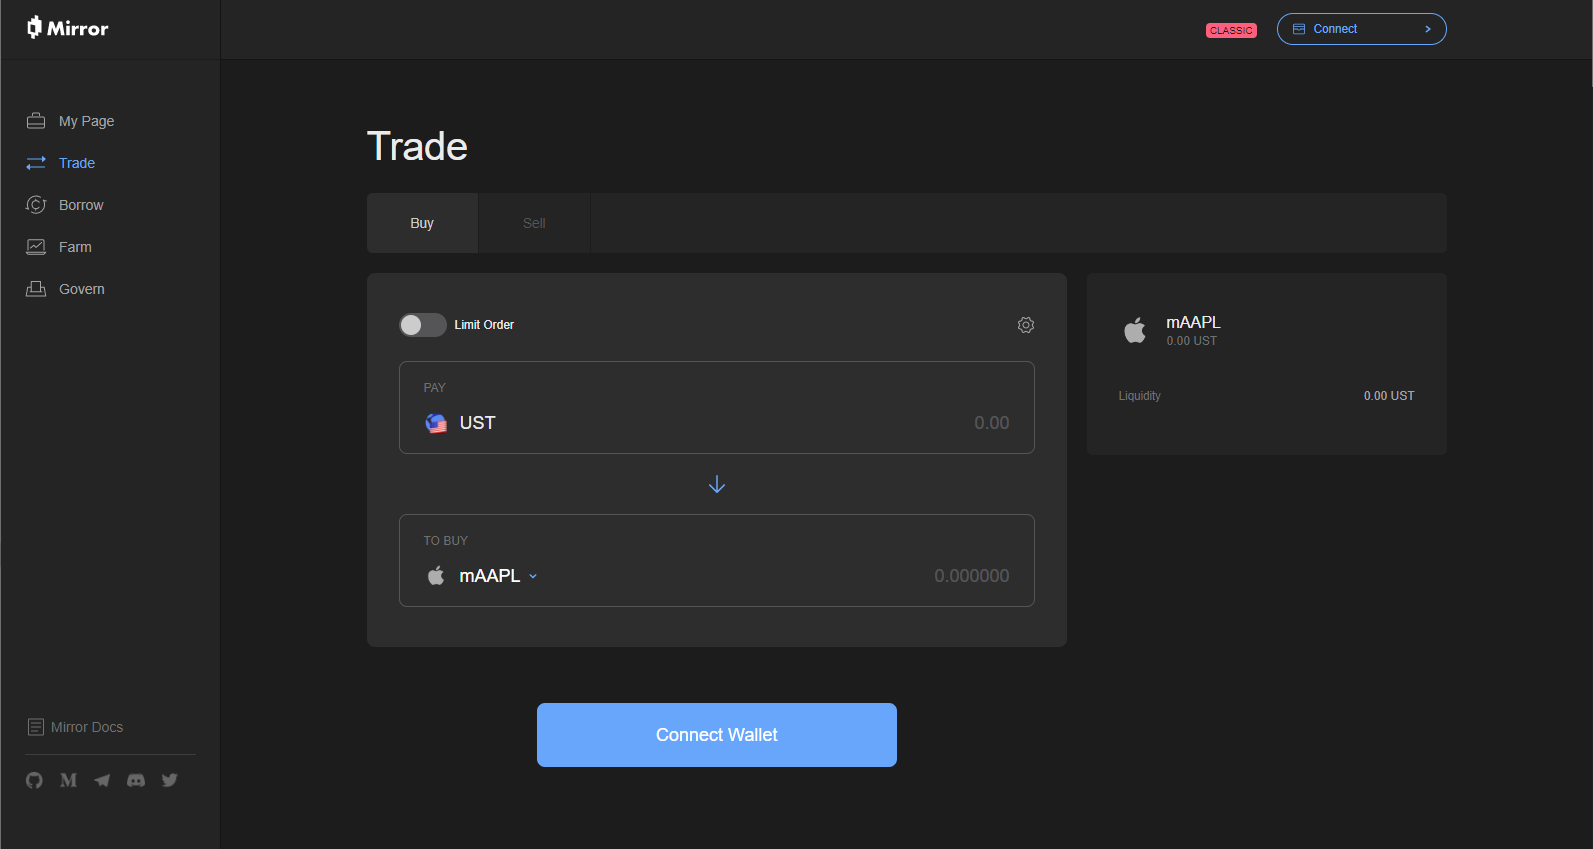 Mirror
CLASSIC
Connect
My Page
Trade
Borrow
Farm
Govern
Mirror Docs
Trade
Buy
Sell
Limit Order
PAY
UST
0.00
TO BUY
mAAPL
0.000000
Connect Wallet
mAAPL
0.00 UST
Liquidity
0.00 UST